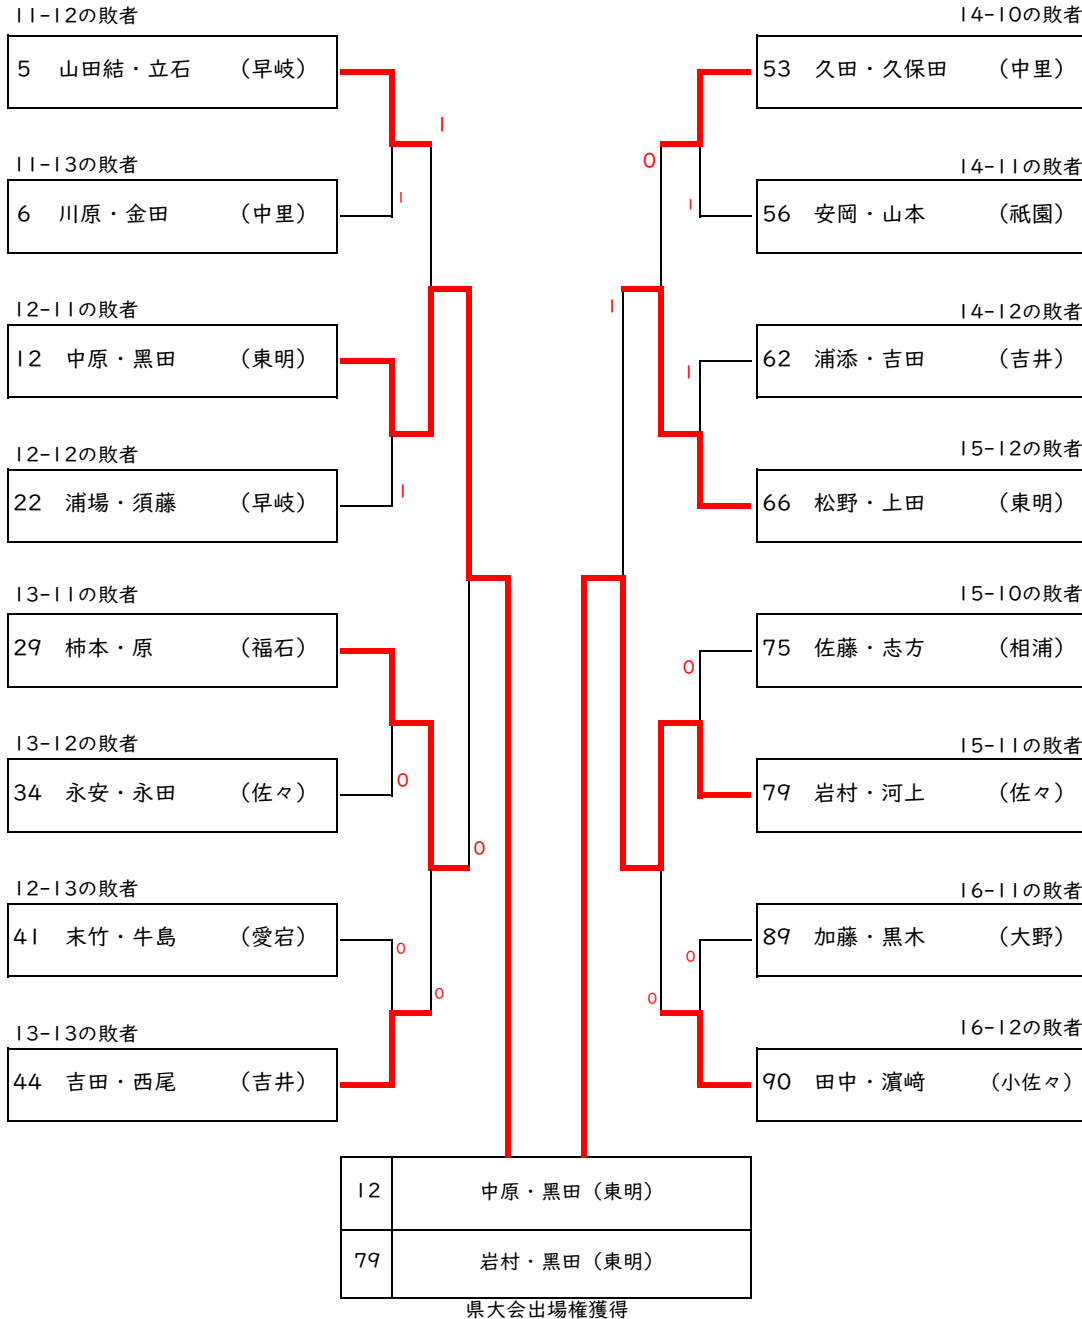 11-12の敗者
5 山田結・立石 （早岐）
1
11-13の敗者
6 川原・金田 （中里）
1
12-11の敗者
12 中原・黒田 （東明）
12-12の敗者
22 浦場・須藤 （早岐）
1
13-11の敗者
29 柿本・原 （福石）
13-12の敗者
34 永安・永田 （佐々）
0
0
12-13の敗者
41 末竹・牛島 （愛宕）
0
0
13-13の敗者
44 吉田・西尾 （吉井）
14-10の敗者
53 久田・久保田 （中里）
0
14-11の敗者
56 安岡・山本 （祇園）
1
1
14-12の敗者
62 浦添・吉田 （吉井）
1
15-12の敗者
66 松野・上田 （東明）
15-10の敗者
75 佐藤・志方 （相浦）
0
15-11の敗者
79 岩村・河上 （佐々）
16-11の敗者
89 加藤・黒木 （大野）
0
0
16-12の敗者
90 田中・濵﨑 （小佐々）
12 中原・黒田（東明）
79 岩村・黒田（東明）
県大会出場権獲得